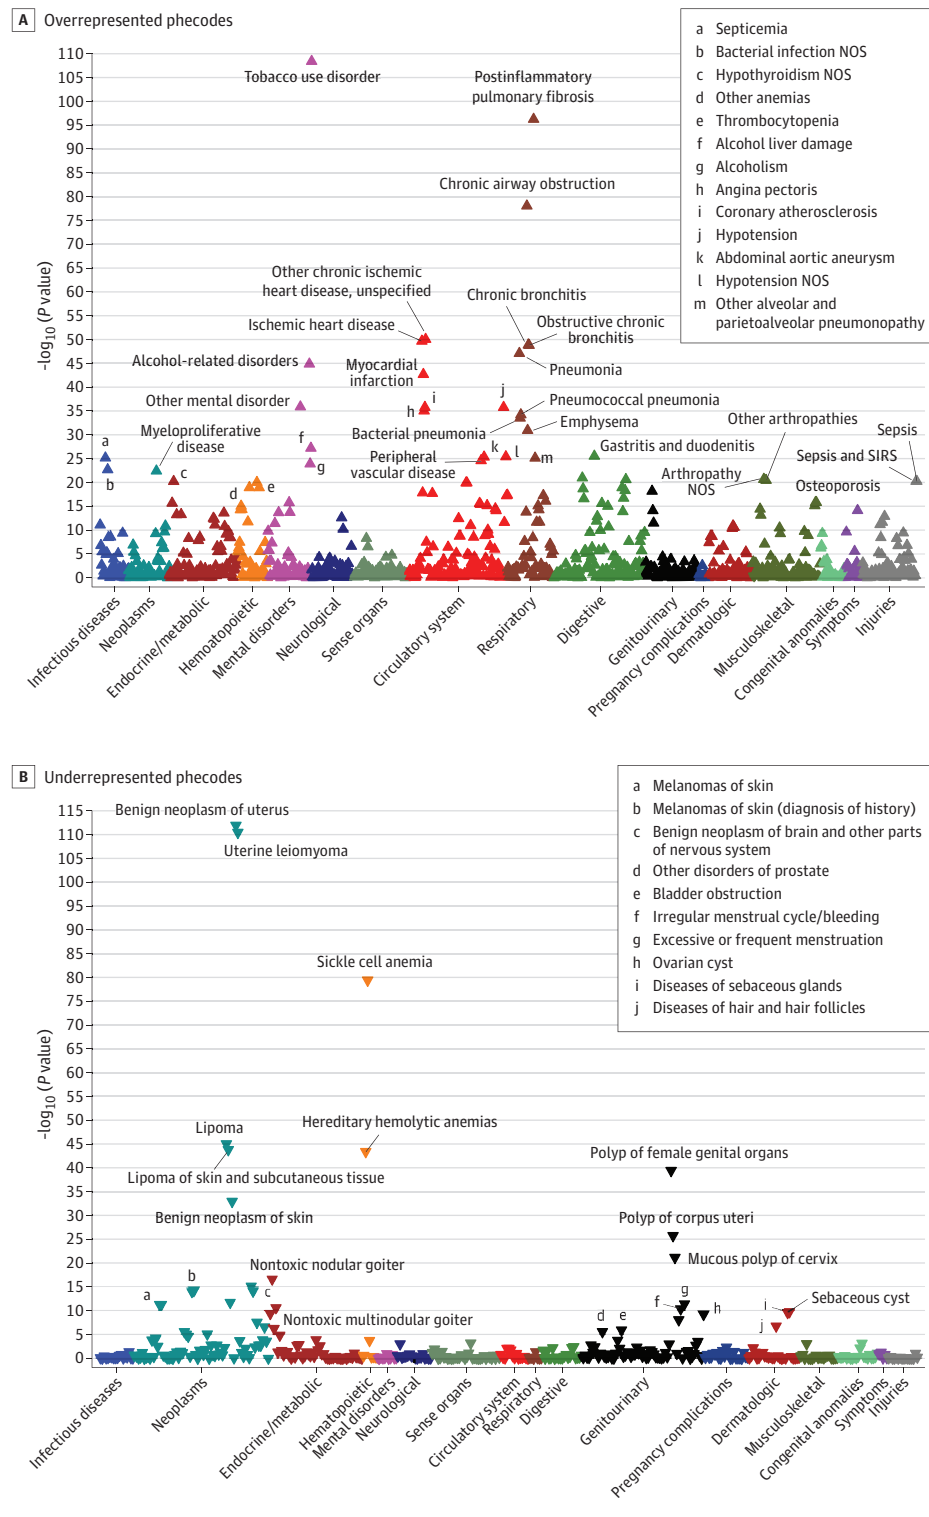 A Overrepresented phecodes
a Septicemia
b Bacterial infection NOS
c Hypothyroidism NOS
d Other anemias
e Thrombocytopenia
f Alcohol liver damage
g Alcoholism
h Angina pectoris
i Coronary atherosclerosis
j Hypotension
k Abdominal aortic aneurysm
l Hypotension NOS
m Other alveolar and
parietoalveolar pneumonopathy
110
105
100
95
90
85
80
75
70
65
60
55
50
45
40
35
30
25
20
15
10
5
0
-log10 (P value)
Tobacco use disorder
Postinflammatory
pulmonary fibrosis
Chronic airway obstruction
Other chronic ischemic
heart disease, unspecified
Chronic bronchitis
Ischemic heart disease
Obstructive chronic
bronchitis
Alcohol-related disorders
Myocardial
infarction
Pneumonia
Other mental disorder
h
i
j
Pneumococcal pneumonia
Bacterial pneumonia
Emphysema
Other arthropathies
a
Myeloproliferative
disease
f
Peripheral
vascular disease
k
l
m
Gastritis and duodenitis
Sepsis
Sepsis and SIRS
b
c
g
d
e
Arthropathy
NOS
Osteoporosis
Infectious diseases
Neoplasms
Endocrine/metabolic
Hematopoietic
Mental disorders
Neurological
Sense organs
Circulatory system
Respiratory
Digestive
Genitourinary
Pregnancy complications
Dermatologic
Musculoskeletal
Congenital anomalies
Symptoms
Injuries
B Underrepresented phecodes
a Melanomas of skin
b Melanomas of skin (diagnosis of history)
c Benign neoplasm of brain and other parts
of nervous system
d Other disorders of prostate
e Bladder obstruction
f Irregular menstrual cycle/bleeding
g Excessive or frequent menstruation
h Ovarian cyst
i Diseases of sebaceous glands
j Diseases of hair and hair follicles
115
110
105
100
95
90
85
80
75
70
65
60
55
50
45
40
35
30
25
20
15
10
5
0
-log10 (P value)
Benign neoplasm of uterus
Uterine leiomyoma
Sickle cell anemia
Lipoma
Hereditary hemolytic anemias
Lipoma of skin and subcutaneous tissue
Polyp of female genital organs
Benign neoplasm of skin
Polyp of corpus uteri
Nontoxic nodular goiter
Mucous polyp of cervix
a
b
c
Nontoxic multinodular goiter
d
e
f
g
h
i
j
Sebaceous cyst
Infectious diseases
Neoplasms
Endocrine/metabolic
Hematopoietic
Mental disorders
Neurological
Sense organs
Circulatory system
Respiratory
Digestive
Genitourinary
Pregnancy complications
Dermatologic
Musculoskeletal
Congenital anomalies
Symptoms
Injuries